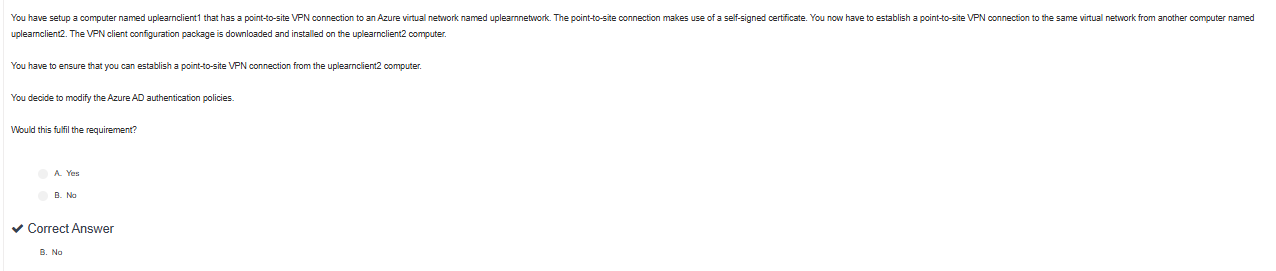 You have setup a computer named uplearnclient1 that has a point-to-site VPN connection to an Azure virtual network named uplearnnetwork. The point-to-site connection makes use of a self-signed certificate. You now have to establish a point-to-site VPN connection to the same virtual network from another computer named
uplearnclient2. The VPN client configuration package is downloaded and installed on the uplearnclient2 computer.
You have to ensure that you can establish a point-to-site VPN connection from the uplearnclient2 computer.
You decide to modify the Azure AD authentication policies.
Would this fulfil the requirement?
A. Yes
B. No
✔ Correct Answer
B. No